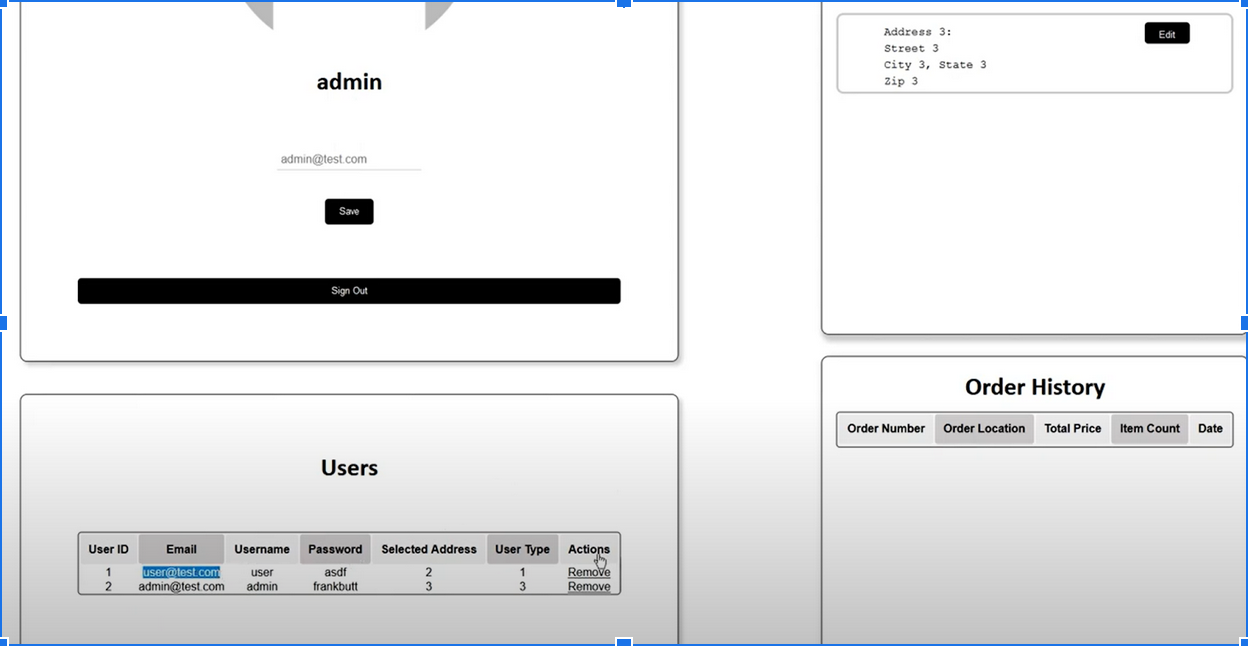 admin
admin@test.com
Save
Sign Out
Users
User ID Email Username Password Selected Address User Type Actions
1 user@test.com user asdf 2 1 Remove
2 admin@test.com admin frankbutt 3 3 Remove
Address 3:
Street 3
City 3, State 3
Zip 3
Edit
Order History
Order Number Order Location Total Price Item Count Date